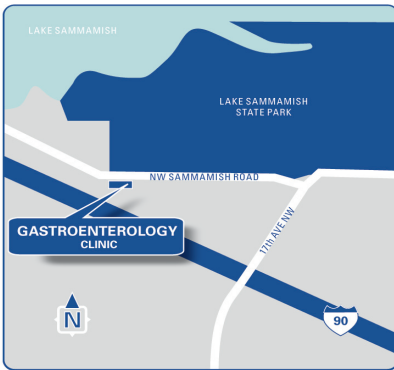 LAKE SAMMAMISH
LAKE SAMMAMISH
STATE PARK
NW SAMMAMISH ROAD
GASTROENTEROLOGY
CLINIC
17th AVE NW
N
90